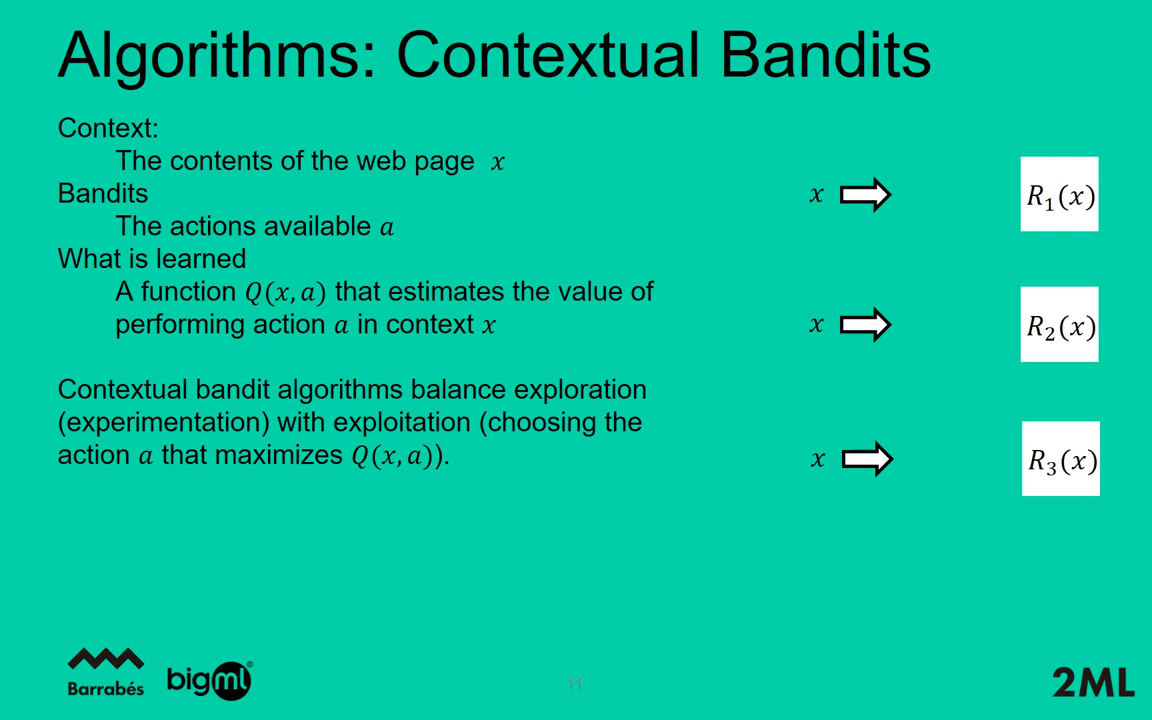 Algorithms: Contextual Bandits
Context:
The contents of the web page x
Bandits
The actions available a
What is learned
A function Q(x, a) that estimates the value of
performing action a in context x
Contextual bandit algorithms balance exploration
(experimentation) with exploitation (choosing the
action a that maximizes Q(x, a)).
x R₁(x)
x R₂(x)
x R₃(x)
Barrabés
bigml®
11
2ML